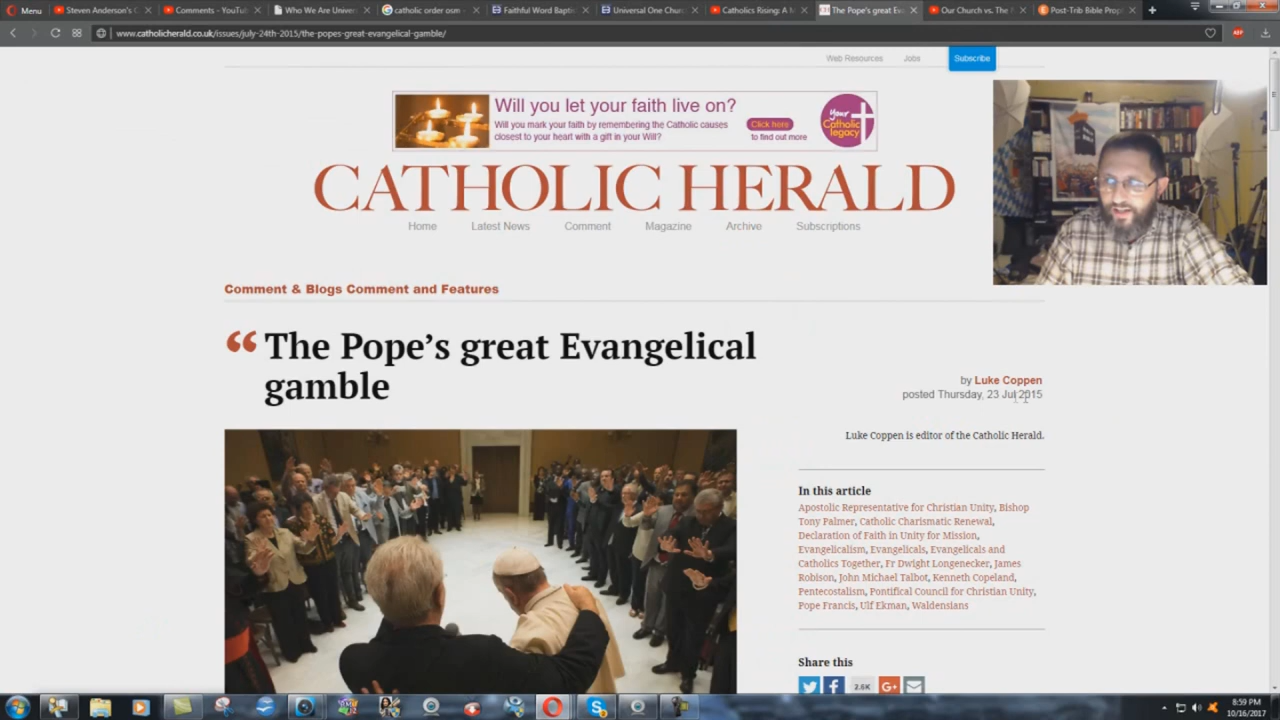 Menu
Steven Anderson's C
Comments - YouTub
Who We Are Univer
catholic order osm -
Faithful Word Baptis
Universal One Churc
Catholics Rising: A M
The Pope's great Eva
Our Church vs. The N
Post-Trib Bible Prop
www.catholicherald.co.uk/issues/july-24th-2015/the-popes-great-evangelical-gamble/
Web Resources
Jobs
Subscribe
Will you let your faith live on?
Will you mark your faith by remembering the Catholic causes
closest to your heart with a gift in your Will?
Click here
to find out more
your
Catholic
legacy
CATHOLIC HERALD
Home
Latest News
Comment
Magazine
Archive
Subscriptions
Comment & Blogs Comment and Features
“ The Pope’s great Evangelical
gamble
by Luke Coppen
posted Thursday, 23 Jul 2015
Luke Coppen is editor of the Catholic Herald.
In this article
Apostolic Representative for Christian Unity, Bishop
Tony Palmer, Catholic Charismatic Renewal,
Declaration of Faith in Unity for Mission,
Evangelicalism, Evangelicals, Evangelicals and
Catholics Together, Fr Dwight Longenecker, James
Robison, John Michael Talbot, Kenneth Copeland,
Pentecostalism, Pontifical Council for Christian Unity,
Pope Francis, Ulf Ekman, Waldensians
Share this
2.6K
8:59 PM
10/16/2017